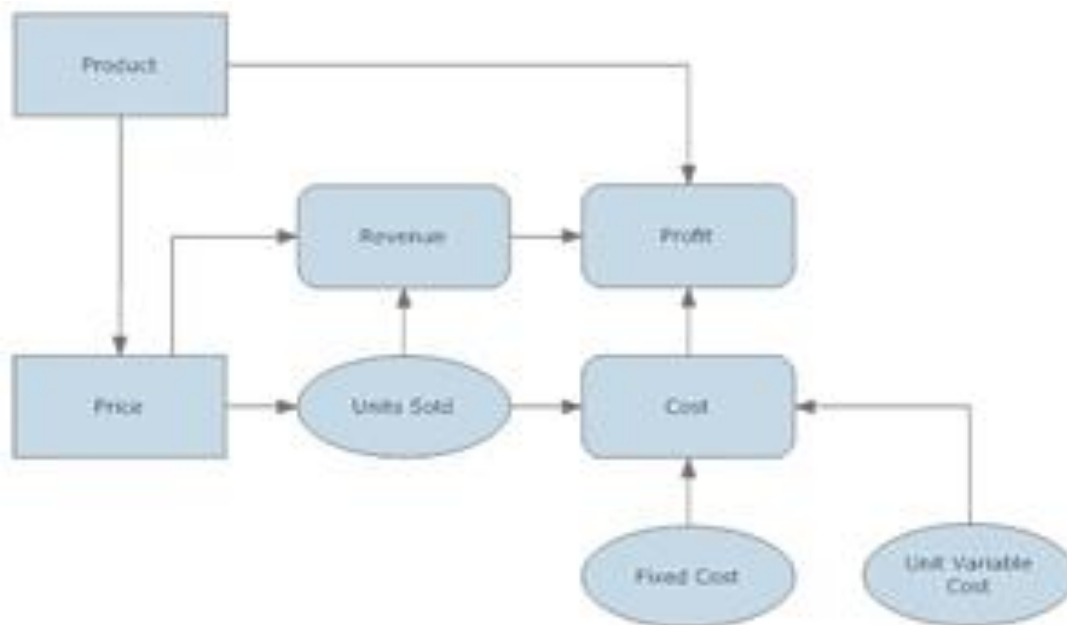 Product
Revenue
Profit
Price
Units Sold
Cost
Fixed Cost
Unit Variable
Cost